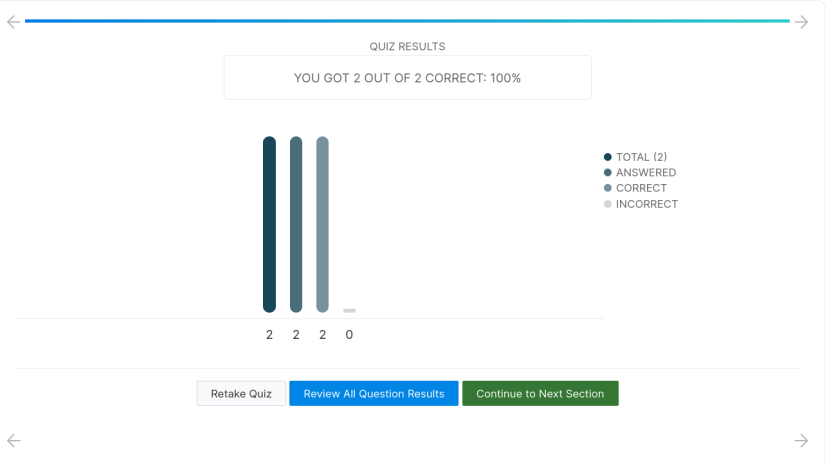 QUIZ RESULTS
YOU GOT 2 OUT OF 2 CORRECT: 100%
TOTAL (2)
ANSWERED
CORRECT
INCORRECT
2 2 2 0
Retake Quiz Review All Question Results Continue to Next Section